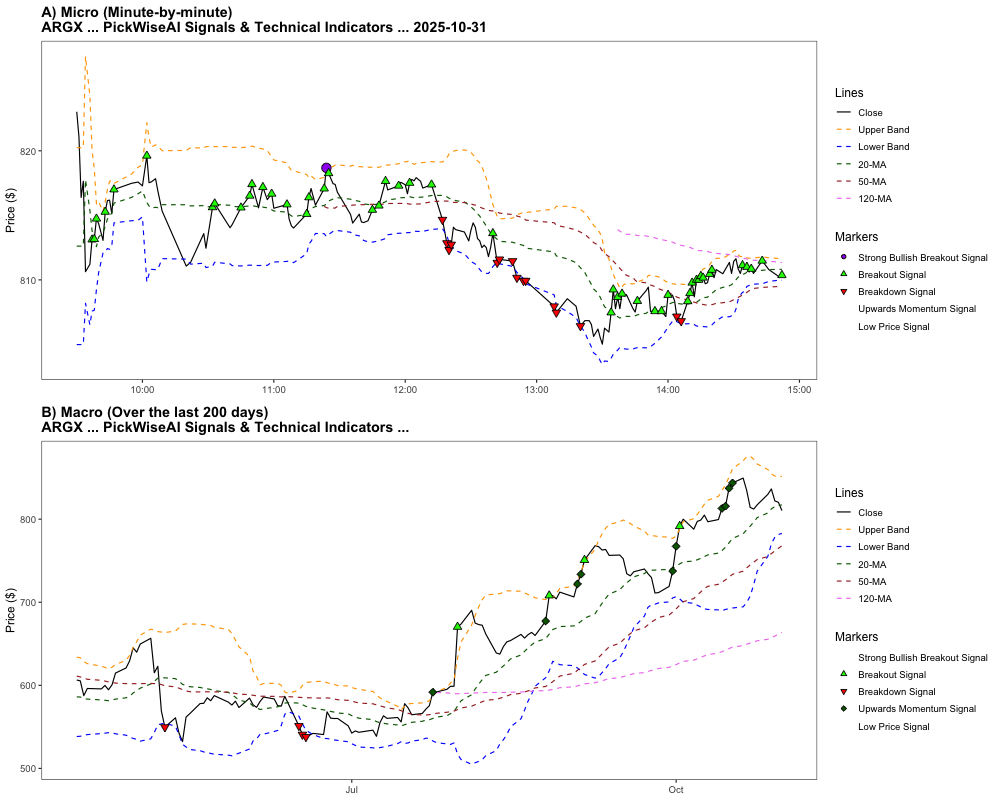 A) Micro (Minute-by-minute)
ARGX ... PickWiseAI Signals & Technical Indicators ... 2025-10-31
Price ($)
820
810
10:00
11:00
12:00
13:00
14:00
15:00
Lines
Close
Upper Band
Lower Band
20-MA
50-MA
120-MA
Markers
Strong Bullish Breakout Signal
Breakout Signal
Breakdown Signal
Upwards Momentum Signal
Low Price Signal
B) Macro (Over the last 200 days)
ARGX ... PickWiseAI Signals & Technical Indicators ...
Price ($)
800
700
600
500
Jul
Oct
Lines
Close
Upper Band
Lower Band
20-MA
50-MA
120-MA
Markers
Strong Bullish Breakout Signal
Breakout Signal
Breakdown Signal
Upwards Momentum Signal
Low Price Signal